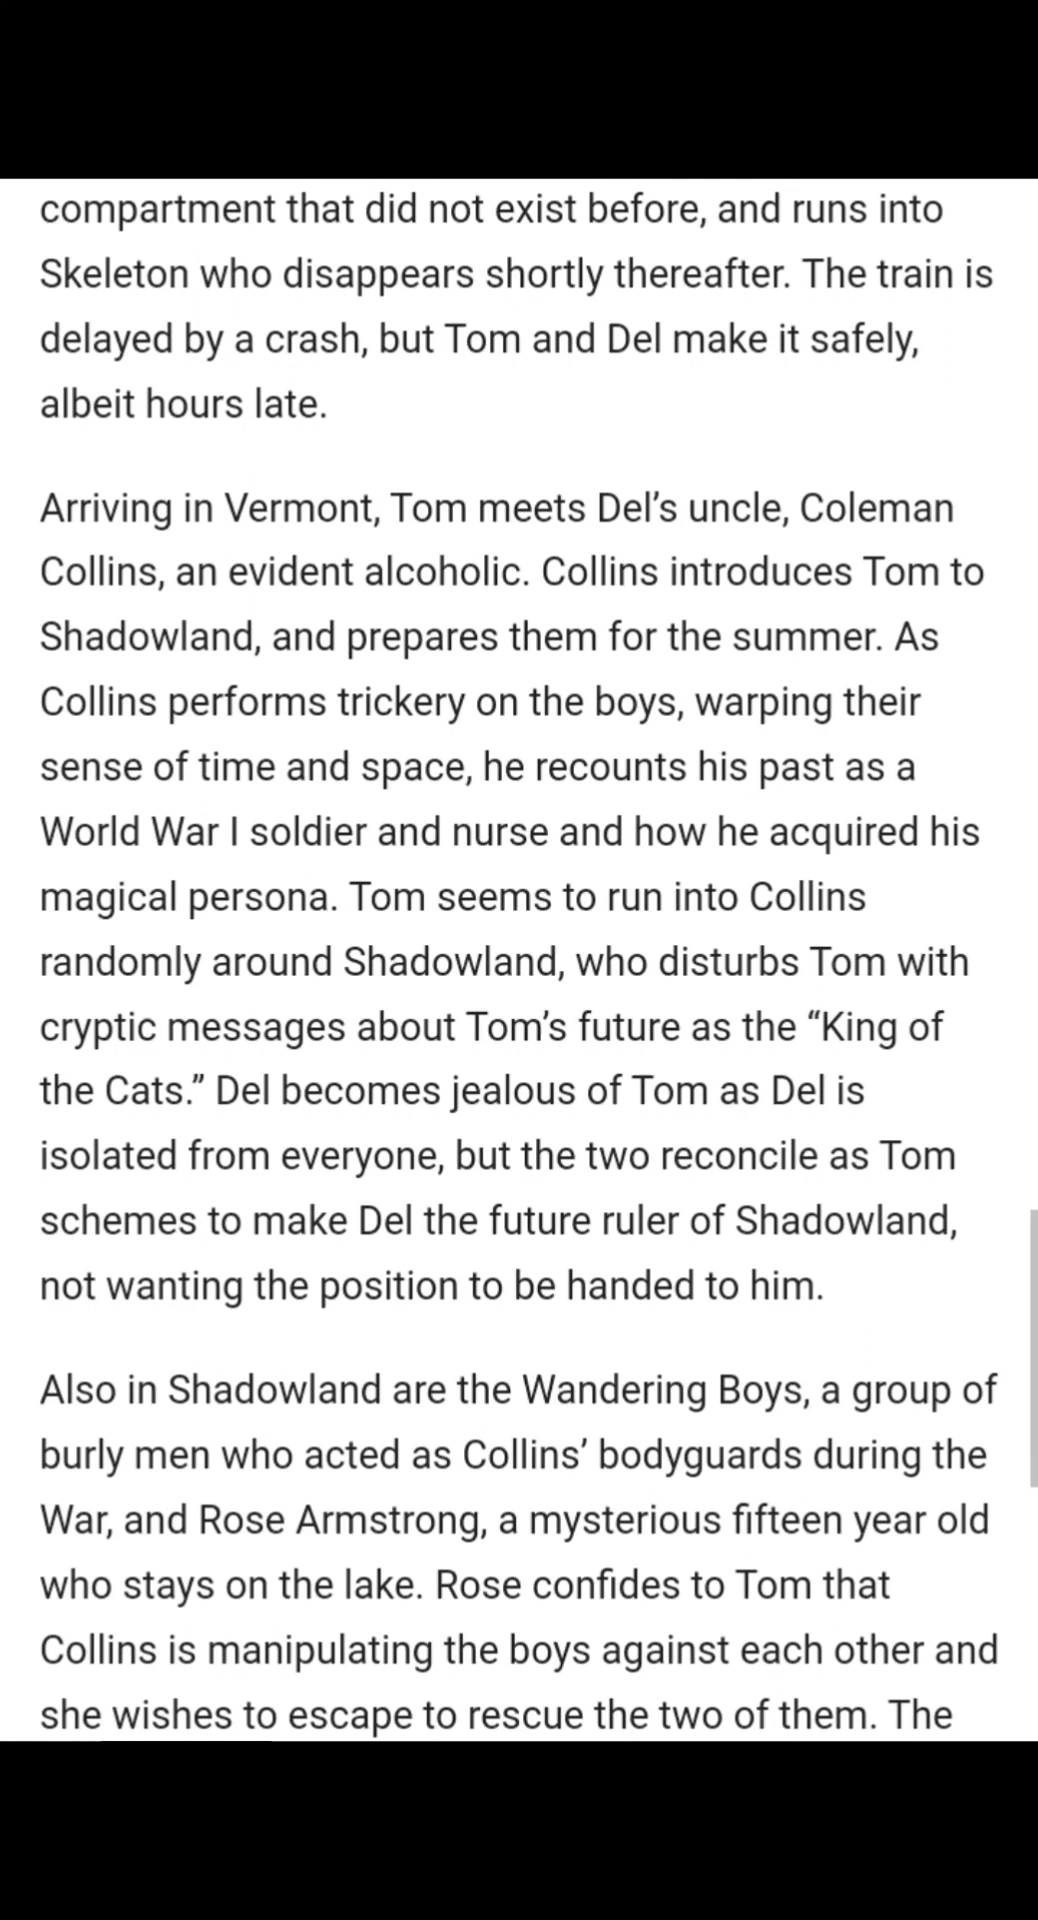 compartment that did not exist before, and runs into
Skeleton who disappears shortly thereafter. The train is
delayed by a crash, but Tom and Del make it safely,
albeit hours late.
Arriving in Vermont, Tom meets Del’s uncle, Coleman
Collins, an evident alcoholic. Collins introduces Tom to
Shadowland, and prepares them for the summer. As
Collins performs trickery on the boys, warping their
sense of time and space, he recounts his past as a
World War I soldier and nurse and how he acquired his
magical persona. Tom seems to run into Collins
randomly around Shadowland, who disturbs Tom with
cryptic messages about Tom’s future as the “King of
the Cats.” Del becomes jealous of Tom as Del is
isolated from everyone, but the two reconcile as Tom
schemes to make Del the future ruler of Shadowland,
not wanting the position to be handed to him.
Also in Shadowland are the Wandering Boys, a group of
burly men who acted as Collins’ bodyguards during the
War, and Rose Armstrong, a mysterious fifteen year old
who stays on the lake. Rose confides to Tom that
Collins is manipulating the boys against each other and
she wishes to escape to rescue the two of them. The